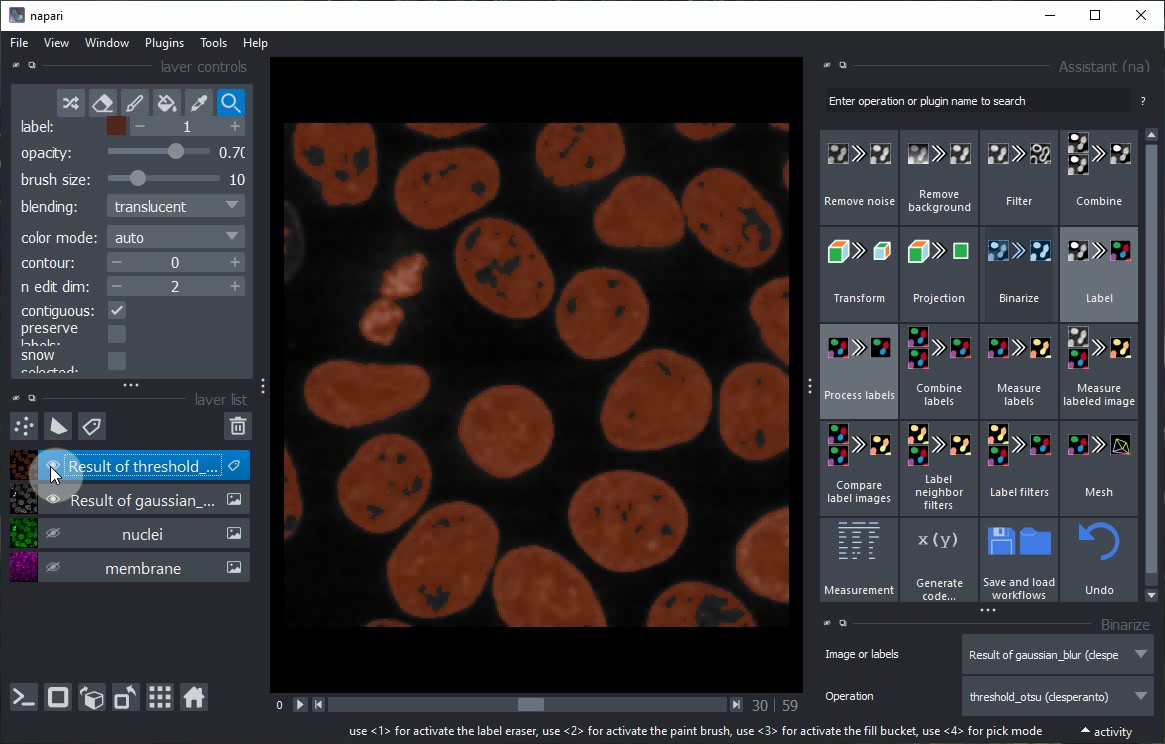 napari
File View Window Plugins Tools Help
layer controls
label: 1
opacity: 0.70
brush size: 10
blending: translucent
color mode: auto
contour: 0
n edit dim: 2
contiguous:
preserve
labels:
show
selected:
layer list
Result of threshold_...
Result of gaussian_...
nuclei
membrane
0 30 | 59
Assistant (na)
Enter operation or plugin name to search ?
Remove noise
Remove
background
Filter
Combine
Transform
Projection
Binarize
Label
Process labels
Combine
labels
Measure
labels
Measure
labeled image
Compare
label images
Label
neighbor
filters
Label filters
Mesh
Measurement
x(y)
Generate
code...
Save and load
workflows
Undo
Binarize
Image or labels Result of gaussian_blur (clespe
Operation threshold_otsu (clesperanto)
use <1> for activate the label eraser, use <2> for activate the paint brush, use <3> for activate the fill bucket, use <4> for pick mode activity